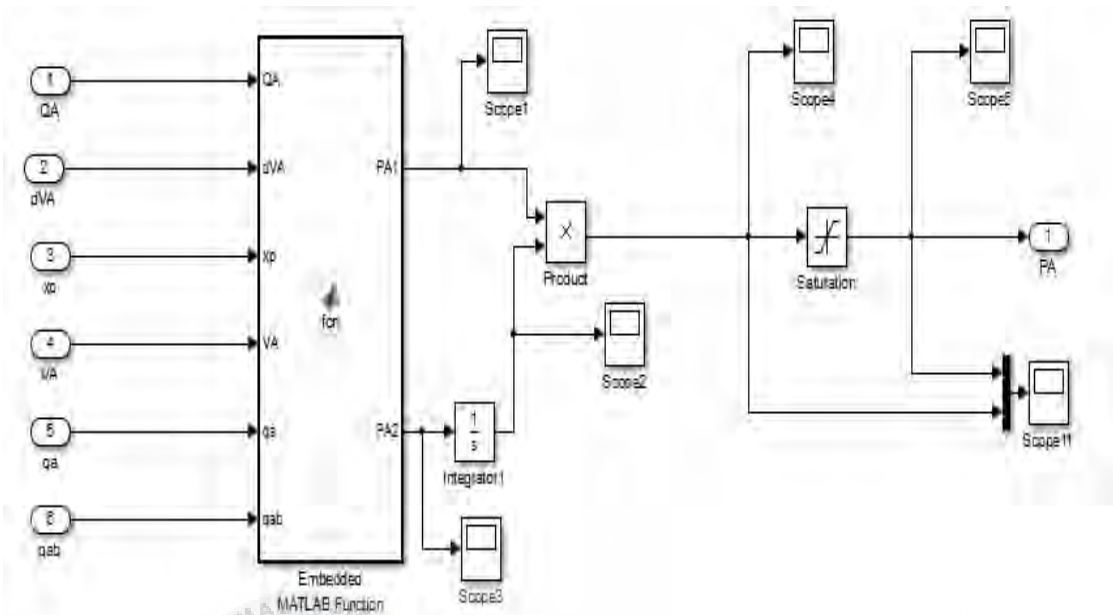 1
QA
2
dVA
3
xp
4
VA
5
qa
6
qab
QA
dVA
xp
VA
qa
qab
fcn
PA1
PA2
Embedded
MATLAB Function
Scope1
Product
Scope2
1
s
Integrator1
Scope3
Scope4
Saturation
Scope5
1
PA
Scope11